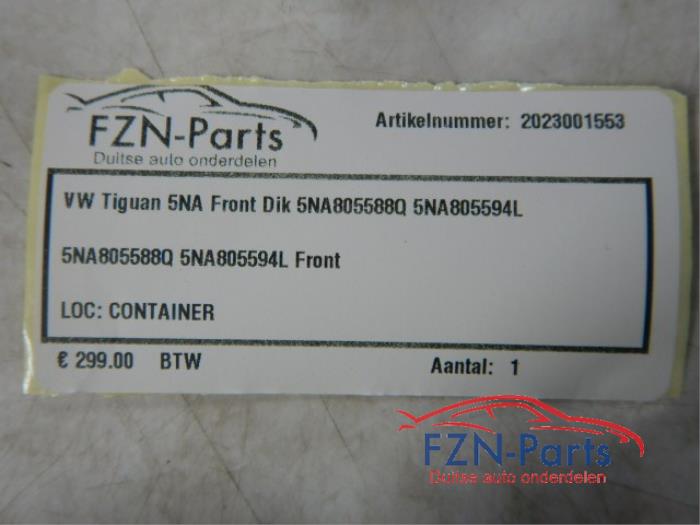 FZN-Parts
Duitse auto onderdelen
Artikelnummer: 2023001553
VW Tiguan 5NA Front Dik 5NA805588Q 5NA805594L
5NA805588Q 5NA805594L Front
LOC: CONTAINER
€ 299.00 BTW
Aantal: 1
FZN-Parts
Duitse auto onderdelen